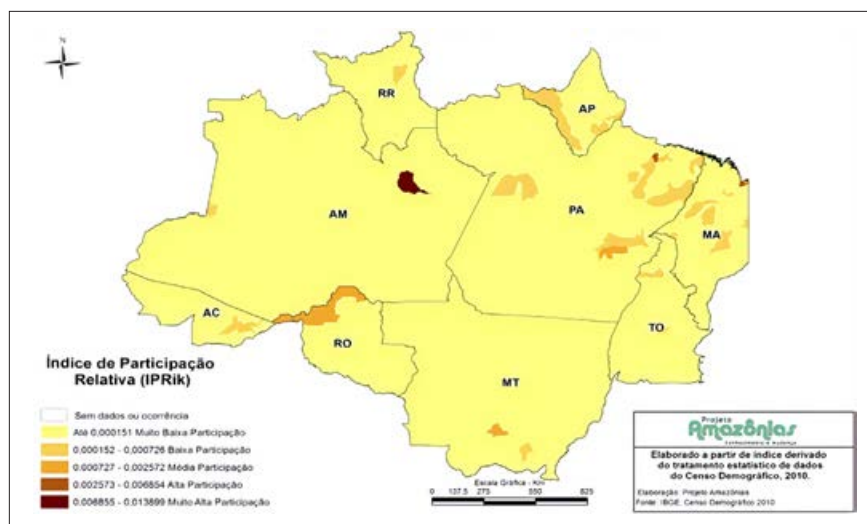 N
RR
AP
AM
PA
MA
AC
RO
TO
MT
Índice de Participação
Relativa (IPRik)
Sem dados ou ocorrência
Até 0,000151 Muito Baixa Participação
0,000152 - 0,000726 Baixa Participação
0,000727 - 0,002572 Média Participação
0,002573 - 0,006854 Alta Participação
0,006855 - 0,013899 Muito Alta Participação
Escala Gráfica - Km
0 137,5 275 550 825
Projeto
Amazônias
conhecimento e mudança
Elaborado a partir de índice derivado
do tratamento estatístico de dados
do Censo Demográfico, 2010.
Elaboração: Projeto Amazônias
Fonte: IBGE, Censo Demográfico 2010